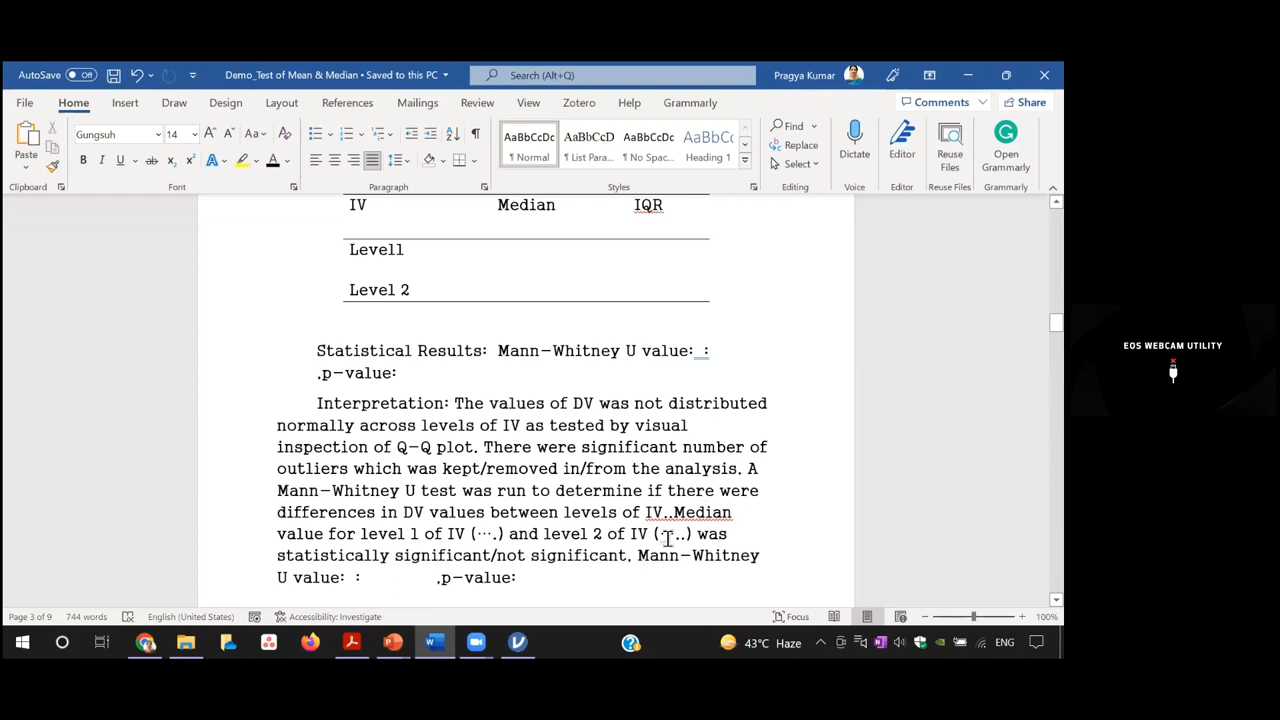 AutoSave Off Demo_Test of Mean & Median • Saved to this PC Search (Alt+Q) Pragya Kumar
File Home Insert Draw Design Layout References Mailings Review View Zotero Help Grammarly Comments Share
Gungsuh 14 Aa AaBbCcDc AaBbCcD AaBbCcDc AaBbCc Find Replace Select
Paste B I U ab x₂ x² A A ¶ Normal ¶ List Para... ¶ No Spac... Heading 1 Dictate Editor Reuse Files Open Grammarly
Clipboard Font Paragraph Styles Editing Voice Editor Reuse Files Grammarly
IV Median IQR
Level1
Level 2
Statistical Results: Mann-Whitney U value: :
,p-value:
Interpretation: The values of DV was not distributed
normally across levels of IV as tested by visual
inspection of Q-Q plot. There were significant number of
outliers which was kept/removed in/from the analysis. A
Mann-Whitney U test was run to determine if there were
differences in DV values between levels of IV..Median
value for level 1 of IV (….) and level 2 of IV (…..) was
statistically significant/not significant, Mann-Whitney
U value: : ,p-value:
Page 3 of 9 744 words English (United States) Accessibility: Investigate Focus 100%
43°C Haze ENG
EOS WEBCAM UTILITY